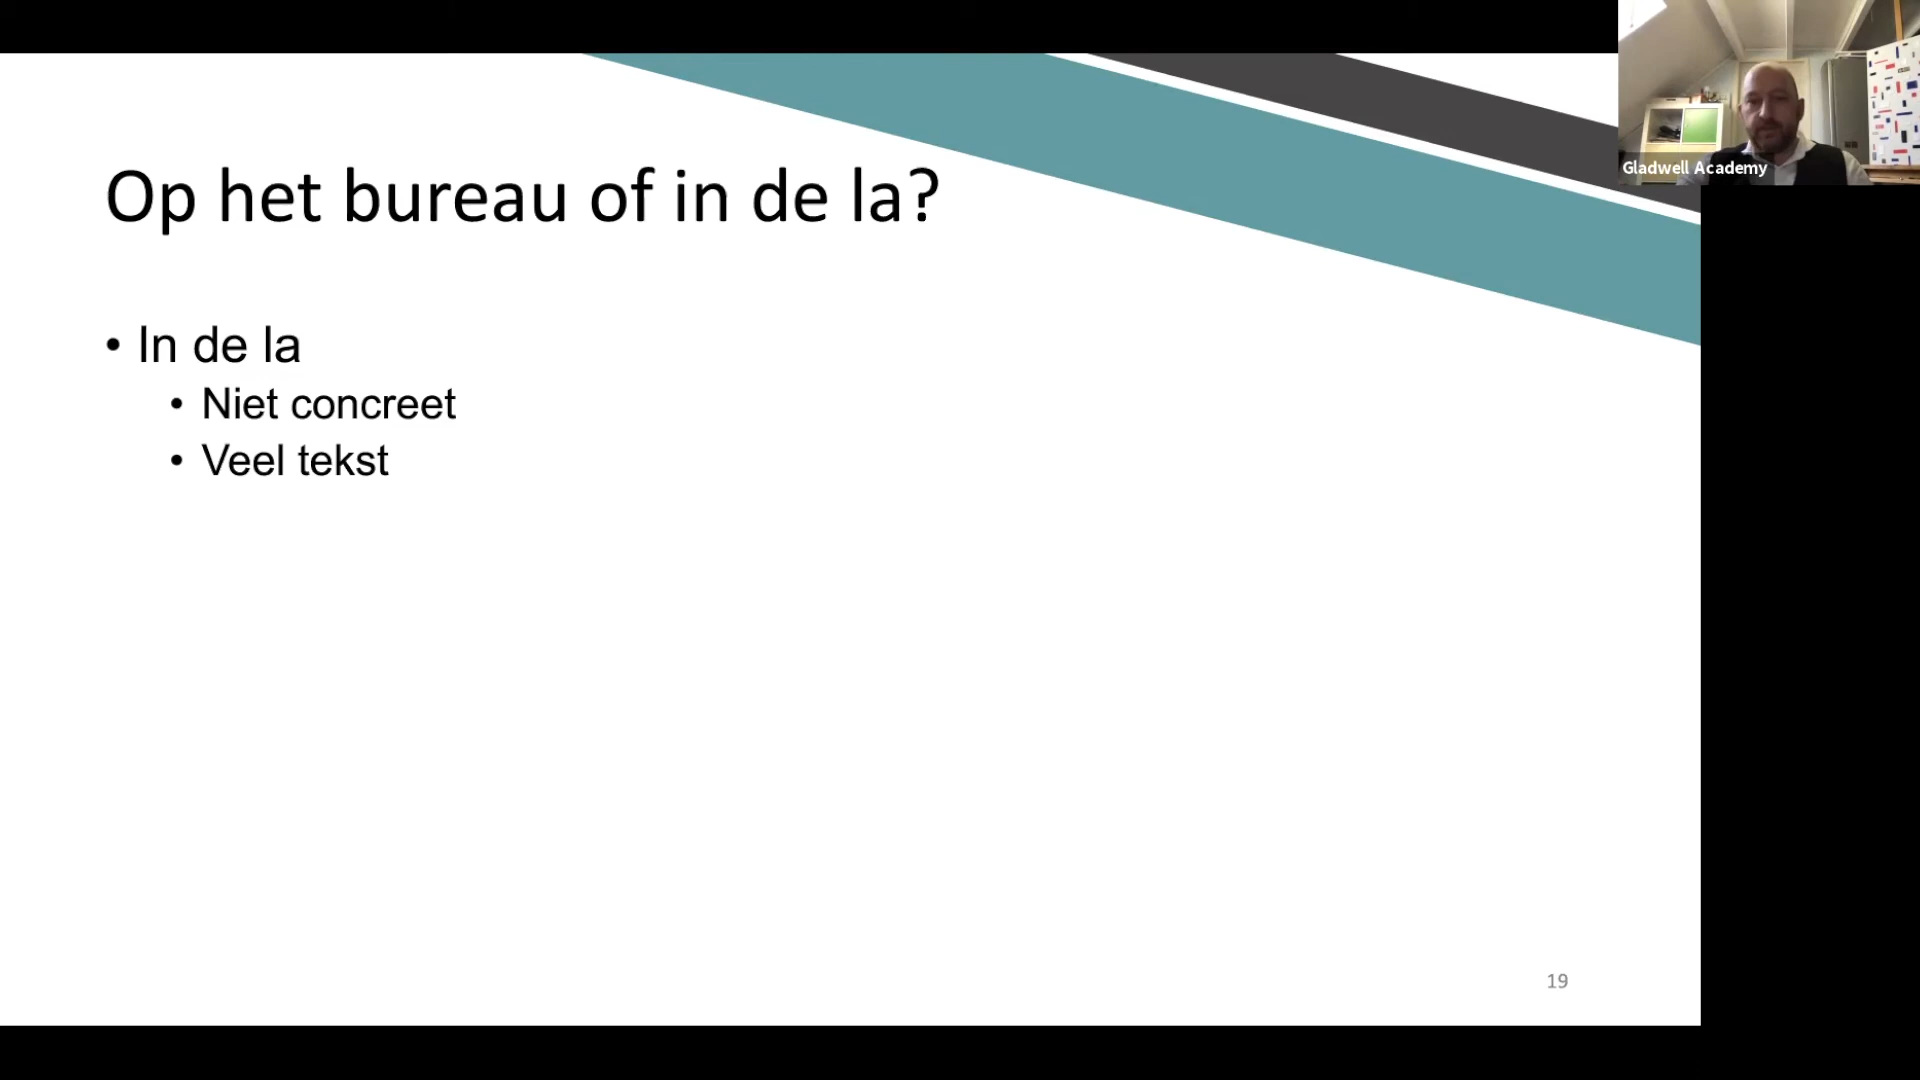 Gladwell Academy
Op het bureau of in de la?
• In de la
• Niet concreet
• Veel tekst
19